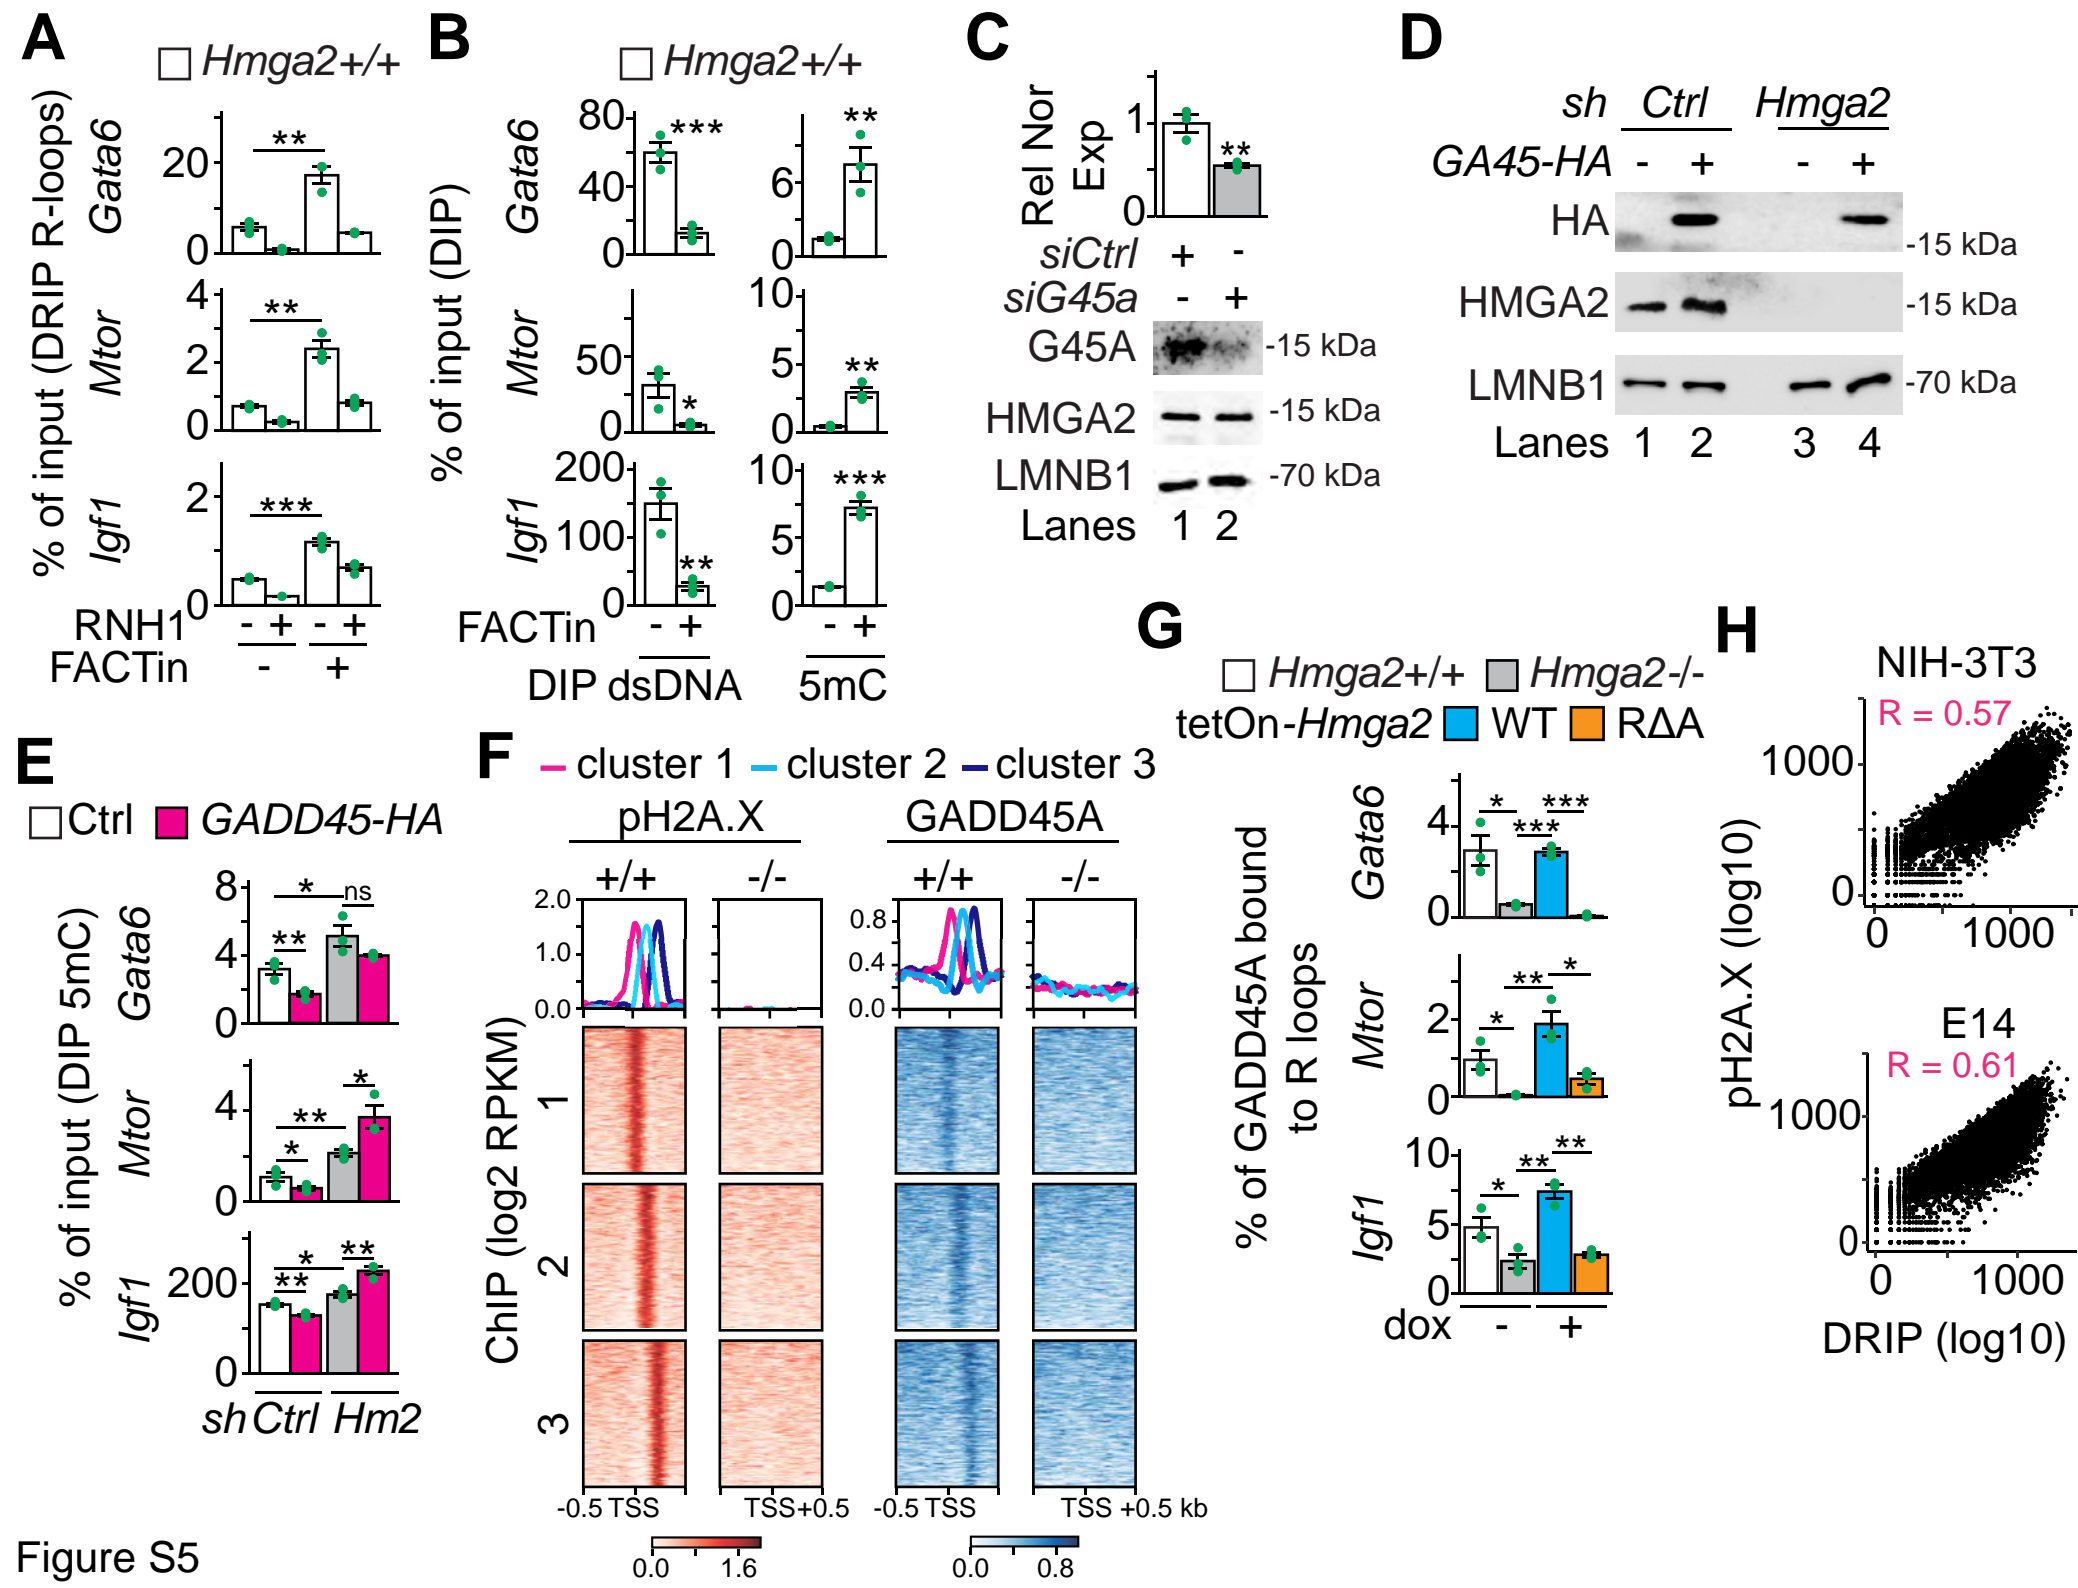 A
Hmga2+/+
% of input (DRIP R-loops)
Gata6
20
0
**
Mtor
4
2
0
**
Igf1
2
0
***
RNH1 - + - +
FACTin - +
B
Hmga2+/+
% of input (DIP)
Gata6
80
40
0
***
6
0
**
Mtor
50
0
*
10
5
0
**
Igf1
200
100
0
**
10
5
0
***
FACTin - + - +
DIP dsDNA 5mC
C
Rel Nor
Exp
1
0
**
siCtrl + -
siG45a - +
G45A -15 kDa
HMGA2 -15 kDa
LMNB1 -70 kDa
Lanes 1 2
D
sh Ctrl Hmga2
GA45-HA - + - +
HA -15 kDa
HMGA2 -15 kDa
LMNB1 -70 kDa
Lanes 1 2 3 4
E
Ctrl GADD45-HA
% of input (DIP 5mC)
Gata6
8
4
0
* ns
**
Mtor
4
0
*
**
*
Igf1
200
0
* **
**
sh Ctrl Hm2
F
cluster 1 cluster 2 cluster 3
pH2A.X GADD45A
+/+ -/- +/+ -/-
2.0
1.0
0.0
0.8
0.4
0.0
ChIP (log2 RPKM)
1
2
3
-0.5 TSS TSS+0.5 -0.5 TSS TSS +0.5 kb
0.0 1.6 0.0 0.8
G
Hmga2+/+ Hmga2-/-
tetOn-Hmga2 WT RΔA
% of GADD45A bound
to R loops
Gata6
4
0
* ***
***
Mtor
2
0
** *
*
Igf1
10
5
0
** **
*
dox - +
H
NIH-3T3
R = 0.57
1000
0
0 1000
E14
R = 0.61
1000
0
0 1000
pH2A.X (log10)
DRIP (log10)
Figure S5